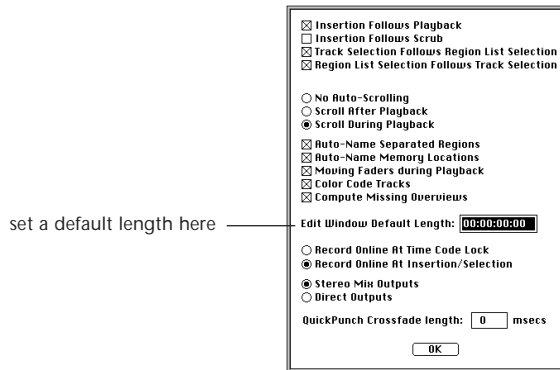 Insertion Follows Playback
Insertion Follows Scrub
Track Selection Follows Region List Selection
Region List Selection Follows Track Selection
No Auto-Scrolling
Scroll After Playback
Scroll During Playback
Auto-Name Separated Regions
Auto-Name Memory Locations
Moving Faders during Playback
Color Code Tracks
Compute Missing Overviews
set a default length here
Edit Window Default Length: 00:00:00:00
Record Online At Time Code Lock
Record Online At Insertion/Selection
Stereo Mix Outputs
Direct Outputs
QuickPunch Crossfade length: 0 msecs
OK